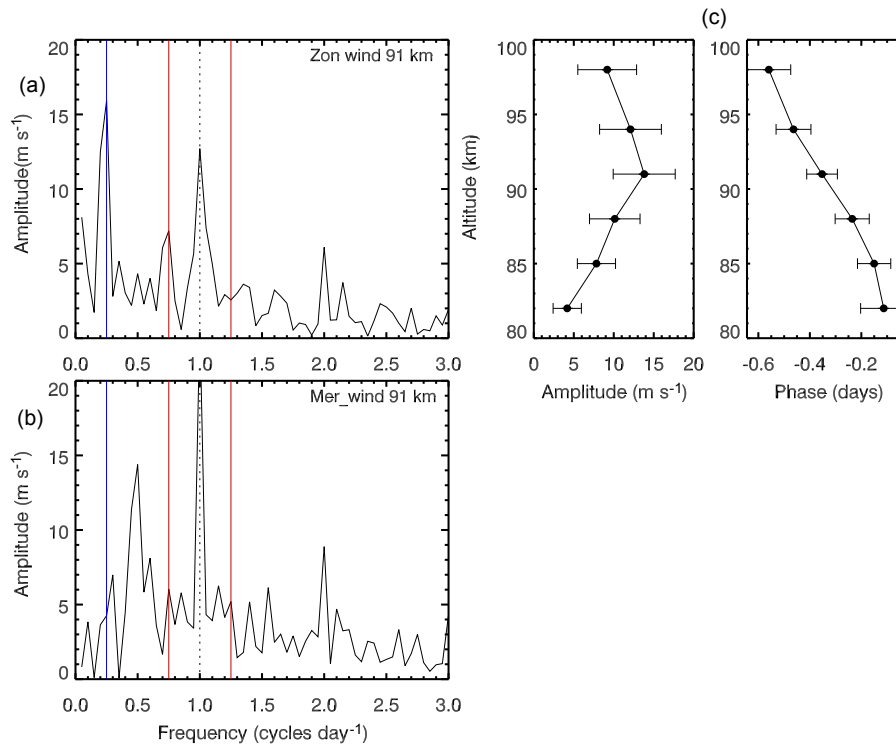 (c)
(a)
Zon wind 91 km
Amplitude(m s-1)
20
15
10
5
0
0.0 0.5 1.0 1.5 2.0 2.5 3.0
(b)
Mer_wind 91 km
Amplitude (m s-1)
20
15
10
5
0
0.0 0.5 1.0 1.5 2.0 2.5 3.0
Frequency (cycles day-1)
Altitude (km)
100
95
90
85
80
0 5 10 15 20
Amplitude (m s-1)
100
95
90
85
80
-0.6 -0.4 -0.2
Phase (days)